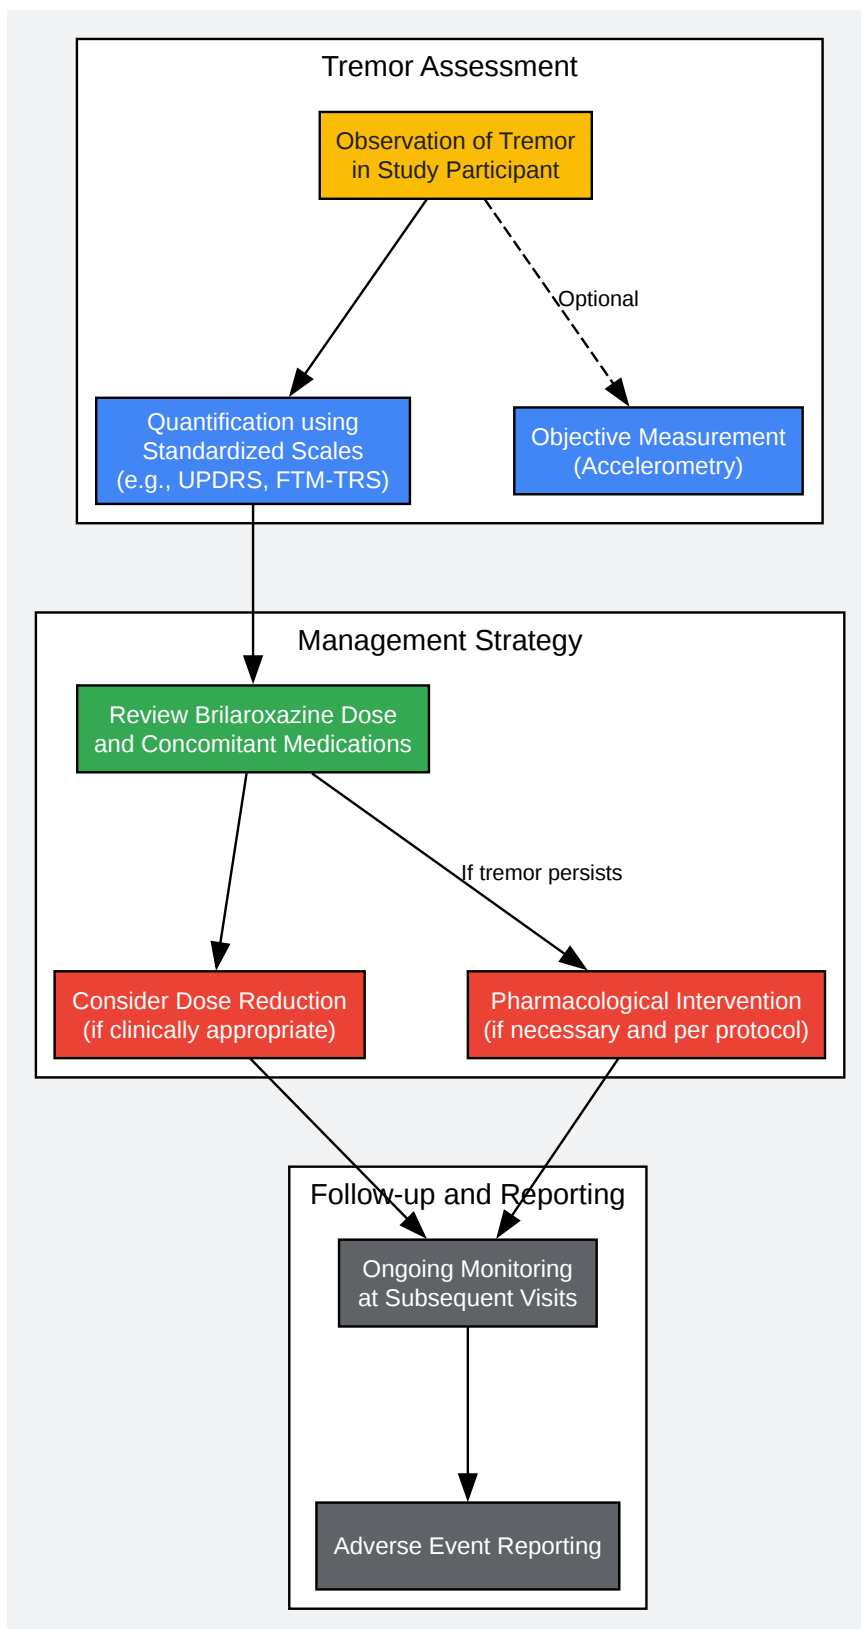 Tremor Assessment
Observation of Tremor
in Study Participant
Optional
Quantification using
Standardized Scales
(e.g., UPDRS, FTM-TRS)
Objective Measurement
(Accelerometry)
Management Strategy
Review Brilaroxazine Dose
and Concomitant Medications
If tremor persists
Consider Dose Reduction
(if clinically appropriate)
Pharmacological Intervention
(if necessary and per protocol)
Follow-up and Reporting
Ongoing Monitoring
at Subsequent Visits
Adverse Event Reporting